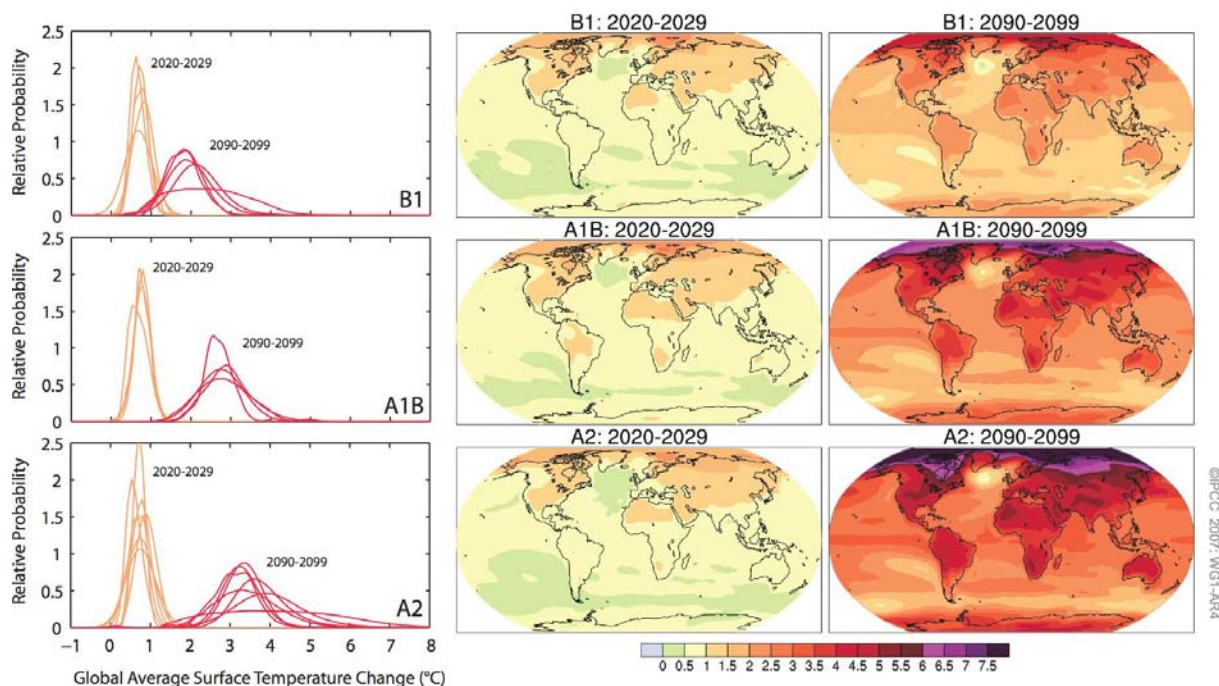 2.5
2
1.5
1
0.5
0
Relative Probability
2020-2029
2090-2099
B1
2.5
2
1.5
1
0.5
0
Relative Probability
2020-2029
2090-2099
A1B
2.5
2
1.5
1
0.5
0
Relative Probability
2020-2029
2090-2099
A2
−1 0 1 2 3 4 5 6 7 8
Global Average Surface Temperature Change (°C)
B1: 2020-2029
B1: 2090-2099
A1B: 2020-2029
A1B: 2090-2099
A2: 2020-2029
A2: 2090-2099
0 0.5 1 1.5 2 2.5 3 3.5 4 4.5 5 5.5 6 6.5 7 7.5
©IPCC 2007: WG1-AR4